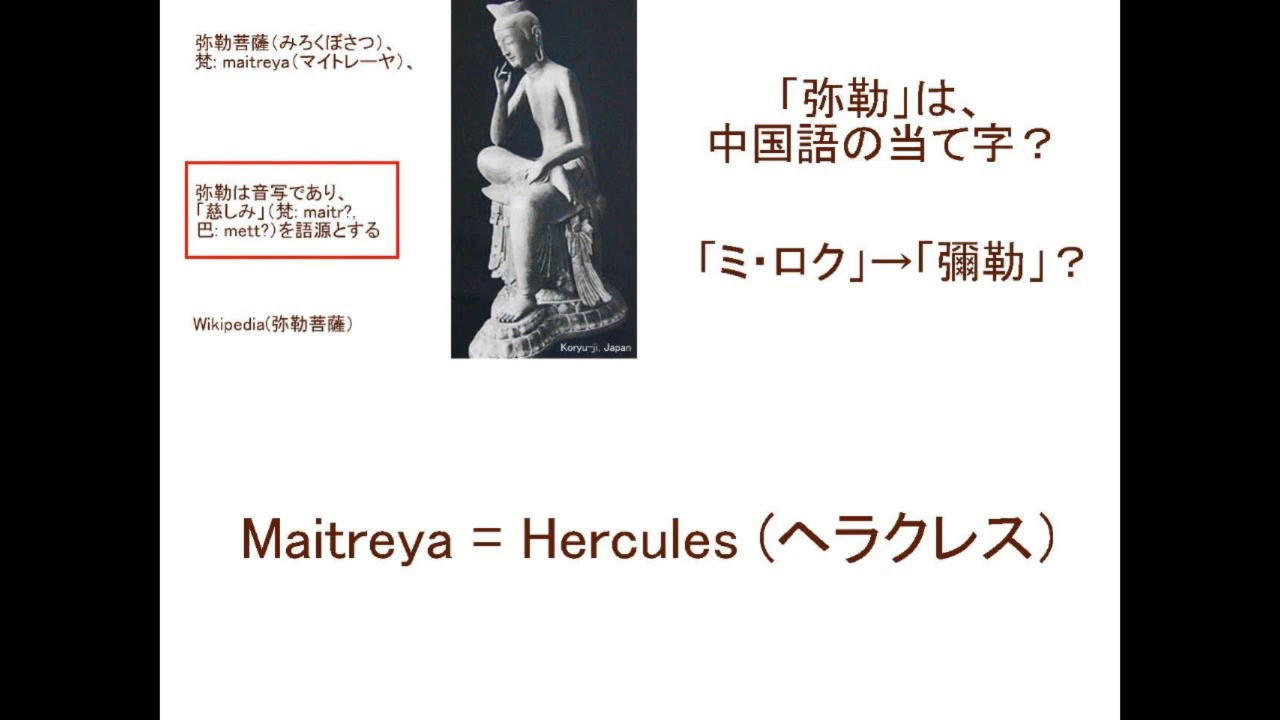 弥勒菩薩（みろくぼさつ）、
梵: maitreya（マイトレーヤ）、
弥勒は音写であり、
「慈しみ」（梵: maitr?,
巴: mett?）を語源とする
Wikipedia(弥勒菩薩）
Koryu-ji, Japan
「弥勒」は、
中国語の当て字？
「ミ・ロク」→「彌勒」？
Maitreya = Hercules（ヘラクレス）